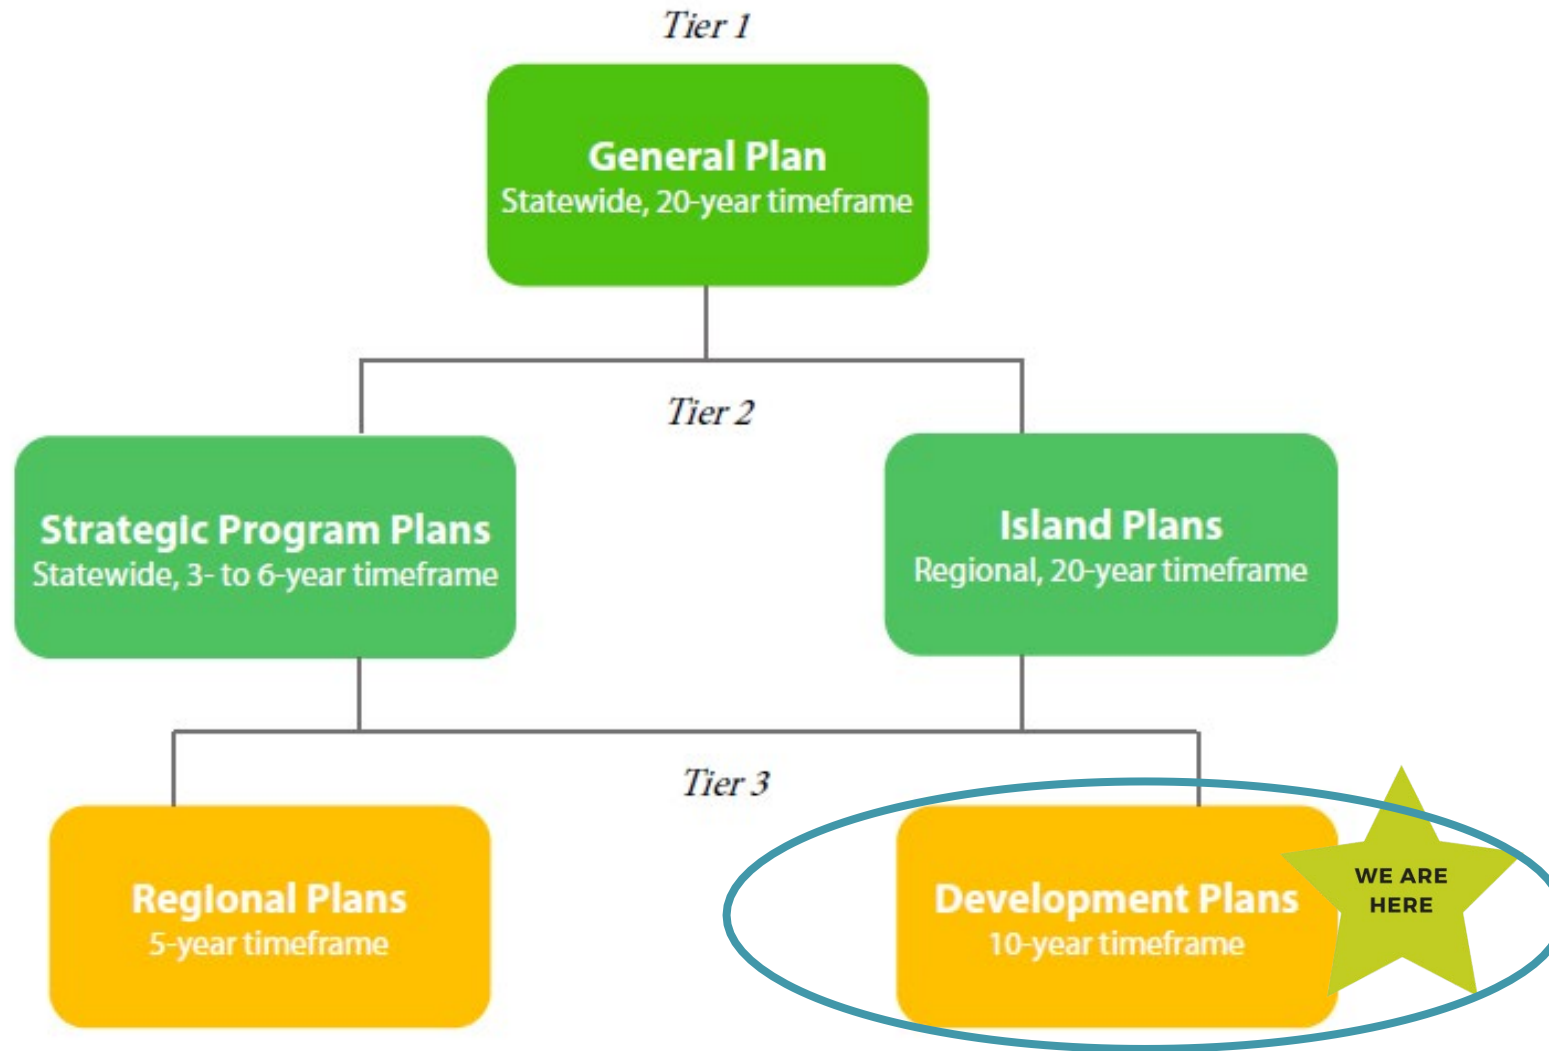 Tier 1
General Plan
Statewide, 20-year timeframe
Tier 2
Strategic Program Plans
Statewide, 3- to 6-year timeframe
Island Plans
Regional, 20-year timeframe
Tier 3
Regional Plans
5-year timeframe
Development Plans
10-year timeframe
WE ARE
HERE